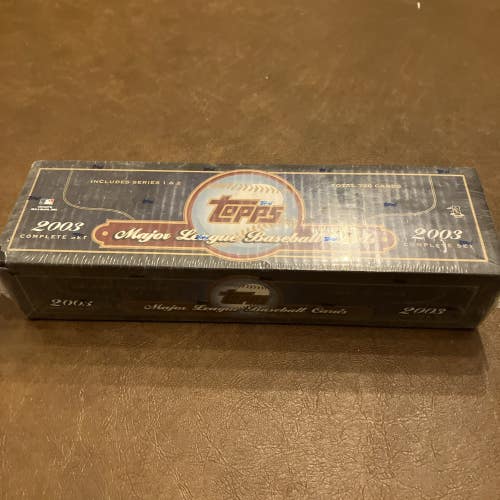 INCLUDES SERIES 1 & 2
TOTAL 720 CARDS
Topps
2003
COMPLETE SET
Major League Baseball
2003
COMPLETE SET
2003
Topps
Major League Baseball Cards
2003